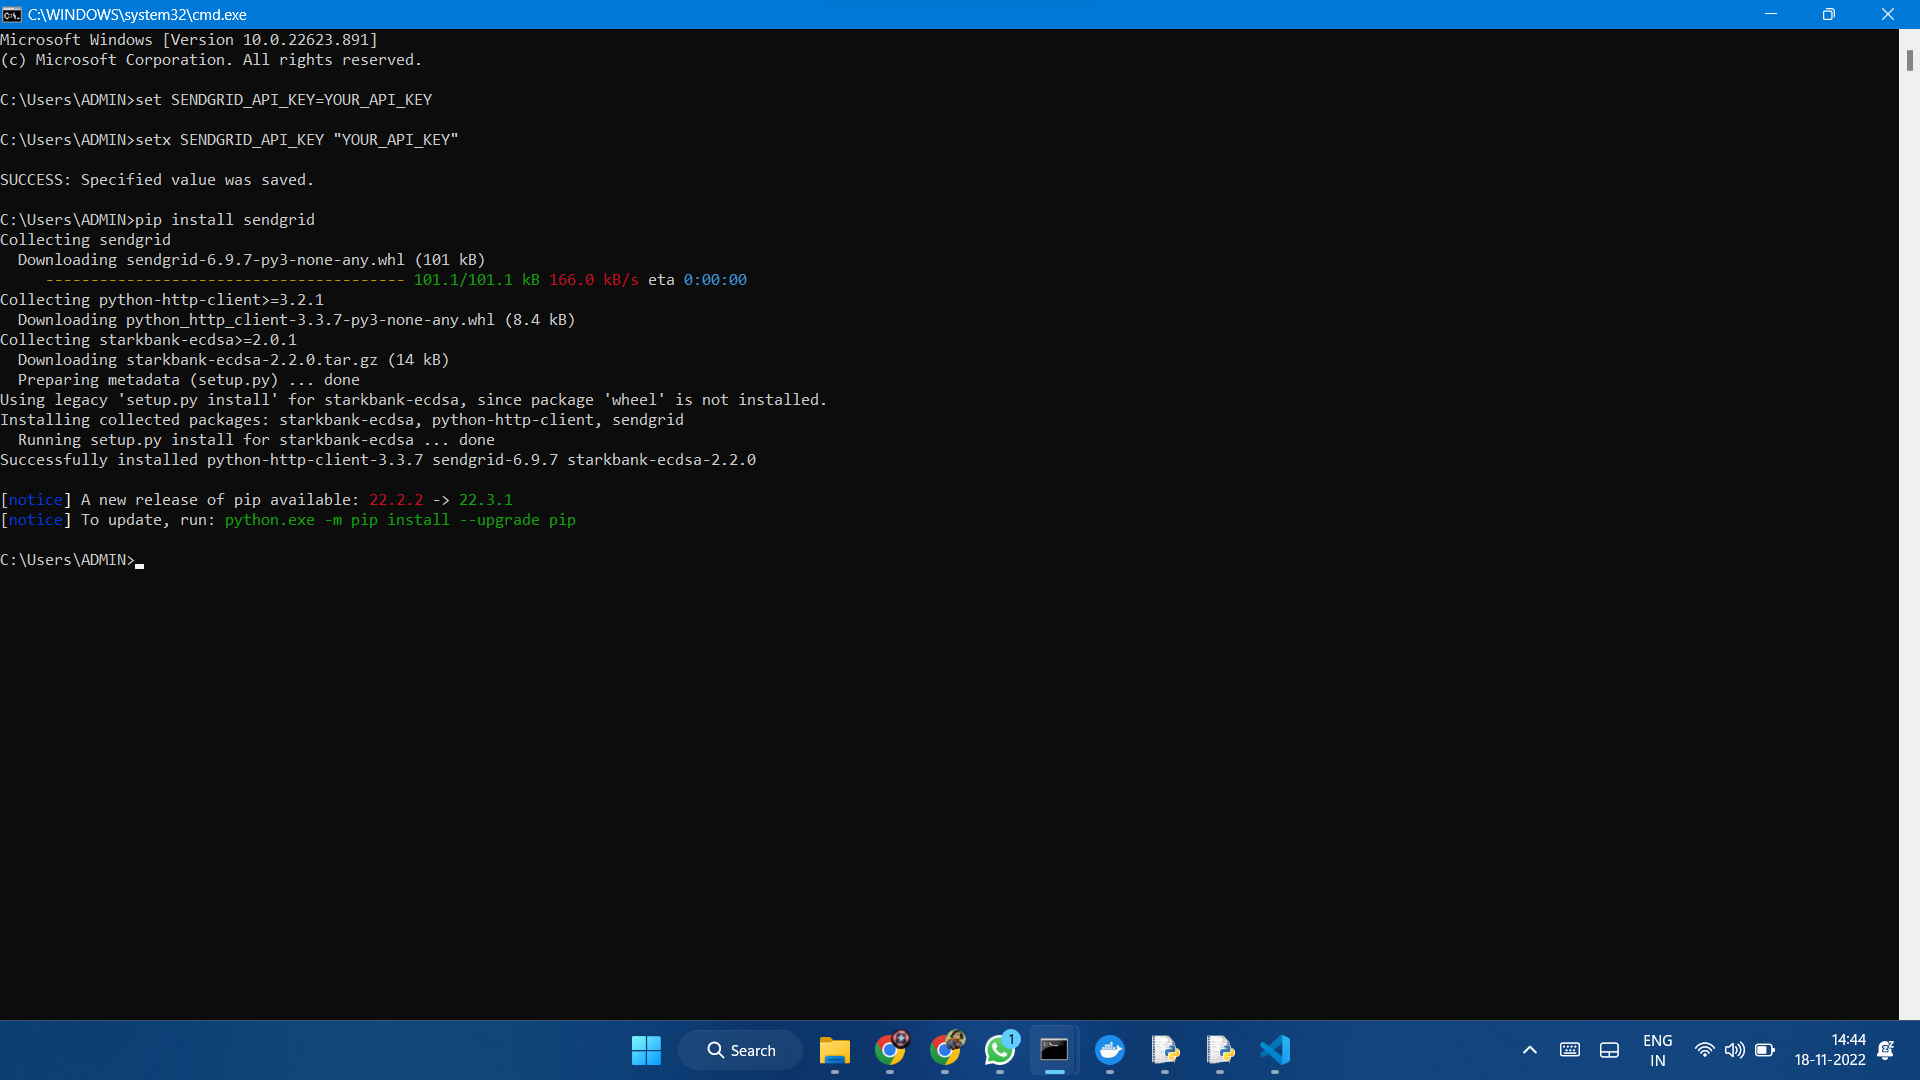 C:\WINDOWS\system32\cmd.exe
Microsoft Windows [Version 10.0.22623.891]
(c) Microsoft Corporation. All rights reserved.
C:\Users\ADMIN>set SENDGRID_API_KEY=YOUR_API_KEY
C:\Users\ADMIN>setx SENDGRID_API_KEY "YOUR_API_KEY"
SUCCESS: Specified value was saved.
C:\Users\ADMIN>pip install sendgrid
Collecting sendgrid
  Downloading sendgrid-6.9.7-py3-none-any.whl (101 kB)
     ---------------------------------------- 101.1/101.1 kB 166.0 kB/s eta 0:00:00
Collecting python-http-client>=3.2.1
  Downloading python_http_client-3.3.7-py3-none-any.whl (8.4 kB)
Collecting starkbank-ecdsa>=2.0.1
  Downloading starkbank-ecdsa-2.2.0.tar.gz (14 kB)
  Preparing metadata (setup.py) ... done
Using legacy 'setup.py install' for starkbank-ecdsa, since package 'wheel' is not installed.
Installing collected packages: starkbank-ecdsa, python-http-client, sendgrid
  Running setup.py install for starkbank-ecdsa ... done
Successfully installed python-http-client-3.3.7 sendgrid-6.9.7 starkbank-ecdsa-2.2.0
[notice] A new release of pip available: 22.2.2 -> 22.3.1
[notice] To update, run: python.exe -m pip install --upgrade pip
C:\Users\ADMIN>
Search
1
ENG
IN
14:44
18-11-2022